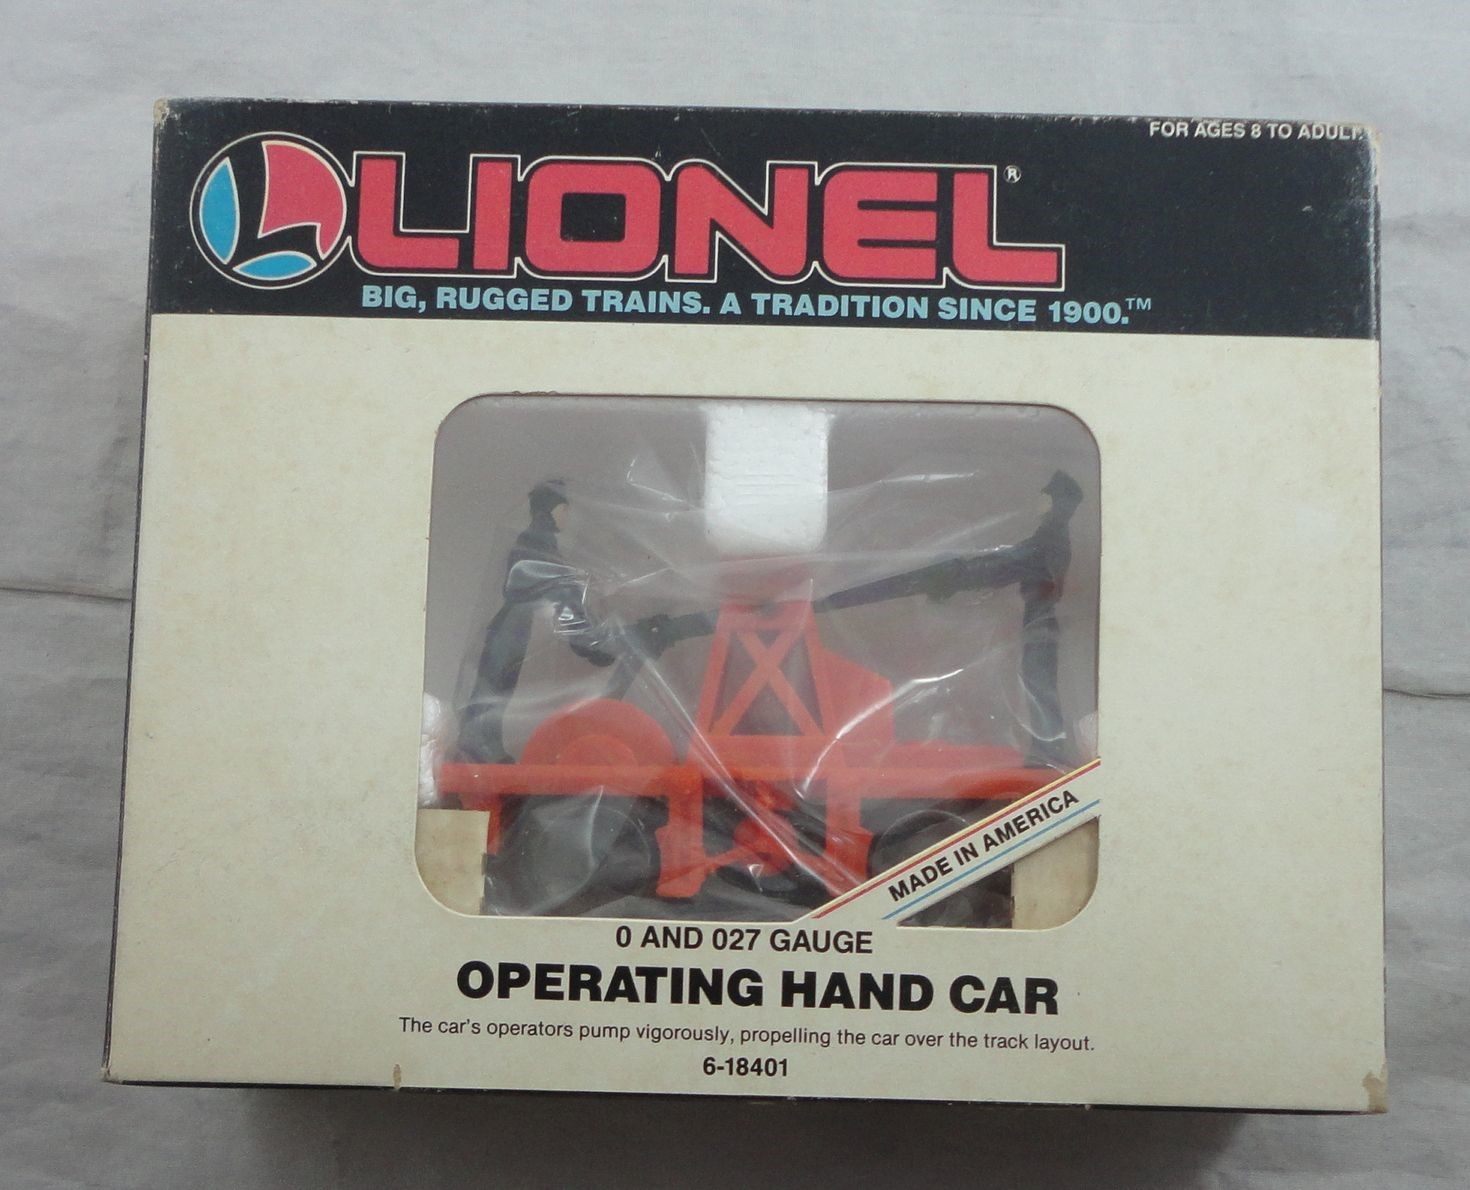 FOR AGES 8 TO ADULT
LIONEL®
BIG, RUGGED TRAINS. A TRADITION SINCE 1900.™
MADE IN AMERICA
0 AND 027 GAUGE
OPERATING HAND CAR
The car's operators pump vigorously, propelling the car over the track layout.
6-18401